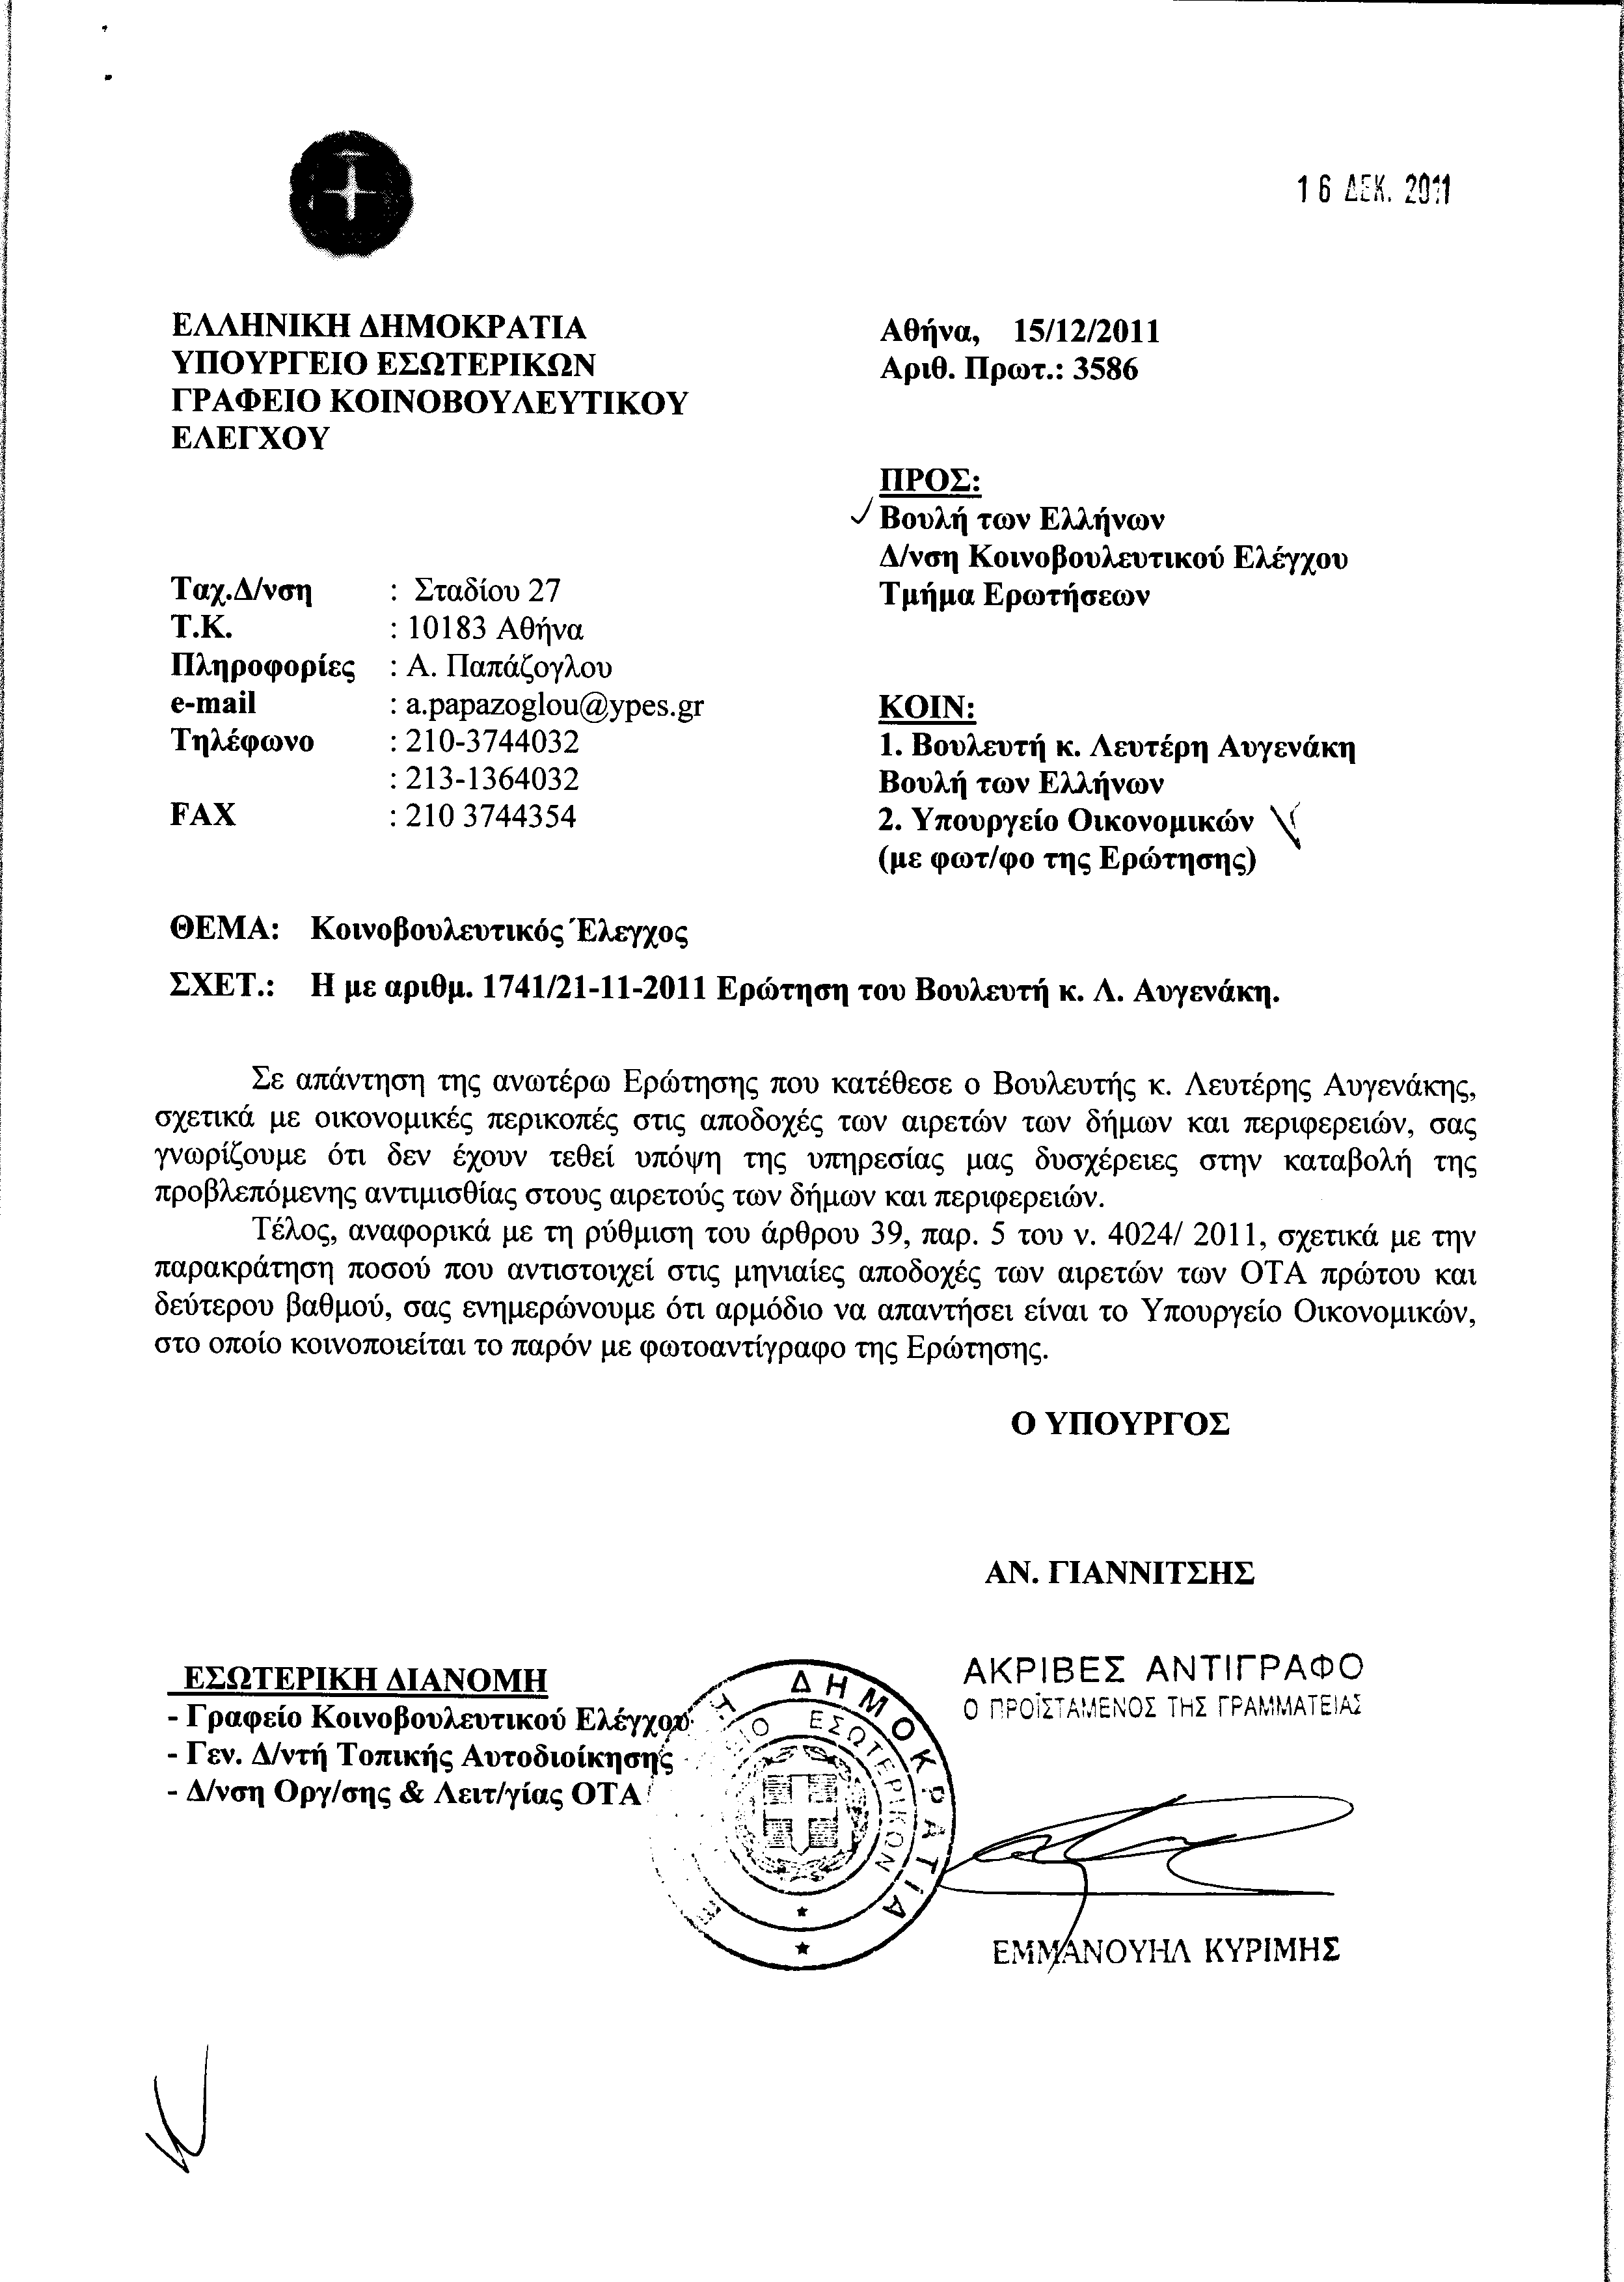 16 ΔΕΚ. 2011
ΕΛΛΗΝΙΚΗ ΔΗΜΟΚΡΑΤΙΑ
ΥΠΟΥΡΓΕΙΟ ΕΣΩΤΕΡΙΚΩΝ
ΓΡΑΦΕΙΟ ΚΟΙΝΟΒΟΥΛΕΥΤΙΚΟΥ
ΕΛΕΓΧΟΥ
Αθήνα, 15/12/2011
Αριθ. Πρωτ.: 3586
ΠΡΟΣ:
Βουλή των Ελλήνων
Δ/νση Κοινοβουλευτικού Ελέγχου
Τμήμα Ερωτήσεων
Ταχ.Δ/νση : Σταδίου 27
Τ.Κ. : 10183 Αθήνα
Πληροφορίες : Α. Παπάζογλου
e-mail : a.papazoglou@ypes.gr
Τηλέφωνο : 210-3744032
: 213-1364032
FAX : 210 3744354
ΚΟΙΝ:
1. Βουλευτή κ. Λευτέρη Αυγενάκη
Βουλή των Ελλήνων
2. Υπουργείο Οικονομικών
(με φωτ/φο της Ερώτησης)
ΘΕΜΑ: Κοινοβουλευτικός Έλεγχος
ΣΧΕΤ.: Η με αριθμ. 1741/21-11-2011 Ερώτηση του Βουλευτή κ. Λ. Αυγενάκη.
Σε απάντηση της ανωτέρω Ερώτησης που κατέθεσε ο Βουλευτής κ. Λευτέρης Αυγενάκης,
σχετικά με οικονομικές περικοπές στις αποδοχές των αιρετών των δήμων και περιφερειών, σας
γνωρίζουμε ότι δεν έχουν τεθεί υπόψη της υπηρεσίας μας δυσχέρειες στην καταβολή της
προβλεπόμενης αντιμισθίας στους αιρετούς των δήμων και περιφερειών.
Τέλος, αναφορικά με τη ρύθμιση του άρθρου 39, παρ. 5 του ν. 4024/ 2011, σχετικά με την
παρακράτηση ποσού που αντιστοιχεί στις μηνιαίες αποδοχές των αιρετών των ΟΤΑ πρώτου και
δεύτερου βαθμού, σας ενημερώνουμε ότι αρμόδιο να απαντήσει είναι το Υπουργείο Οικονομικών,
στο οποίο κοινοποιείται το παρόν με φωτοαντίγραφο της Ερώτησης.
Ο ΥΠΟΥΡΓΟΣ
ΑΝ. ΓΙΑΝΝΙΤΣΗΣ
ΕΣΩΤΕΡΙΚΗ ΔΙΑΝΟΜΗ
- Γραφείο Κοινοβουλευτικού Ελέγχου
- Γεν. Δ/ντή Τοπικής Αυτοδιοίκησης
- Δ/νση Οργ/σης & Λειτ/γίας ΟΤΑ
ΔΗΜΟΚΡΑΤΙΑ
ΕΣΩΤΕΡΙΚΩΝ
ΑΚΡΙΒΕΣ ΑΝΤΙΓΡΑΦΟ
Ο ΠΡΟΪΣΤΑΜΕΝΟΣ ΤΗΣ ΓΡΑΜΜΑΤΕΙΑΣ
ΕΜΜΑΝΟΥΗΛ ΚΥΡΙΜΗΣ